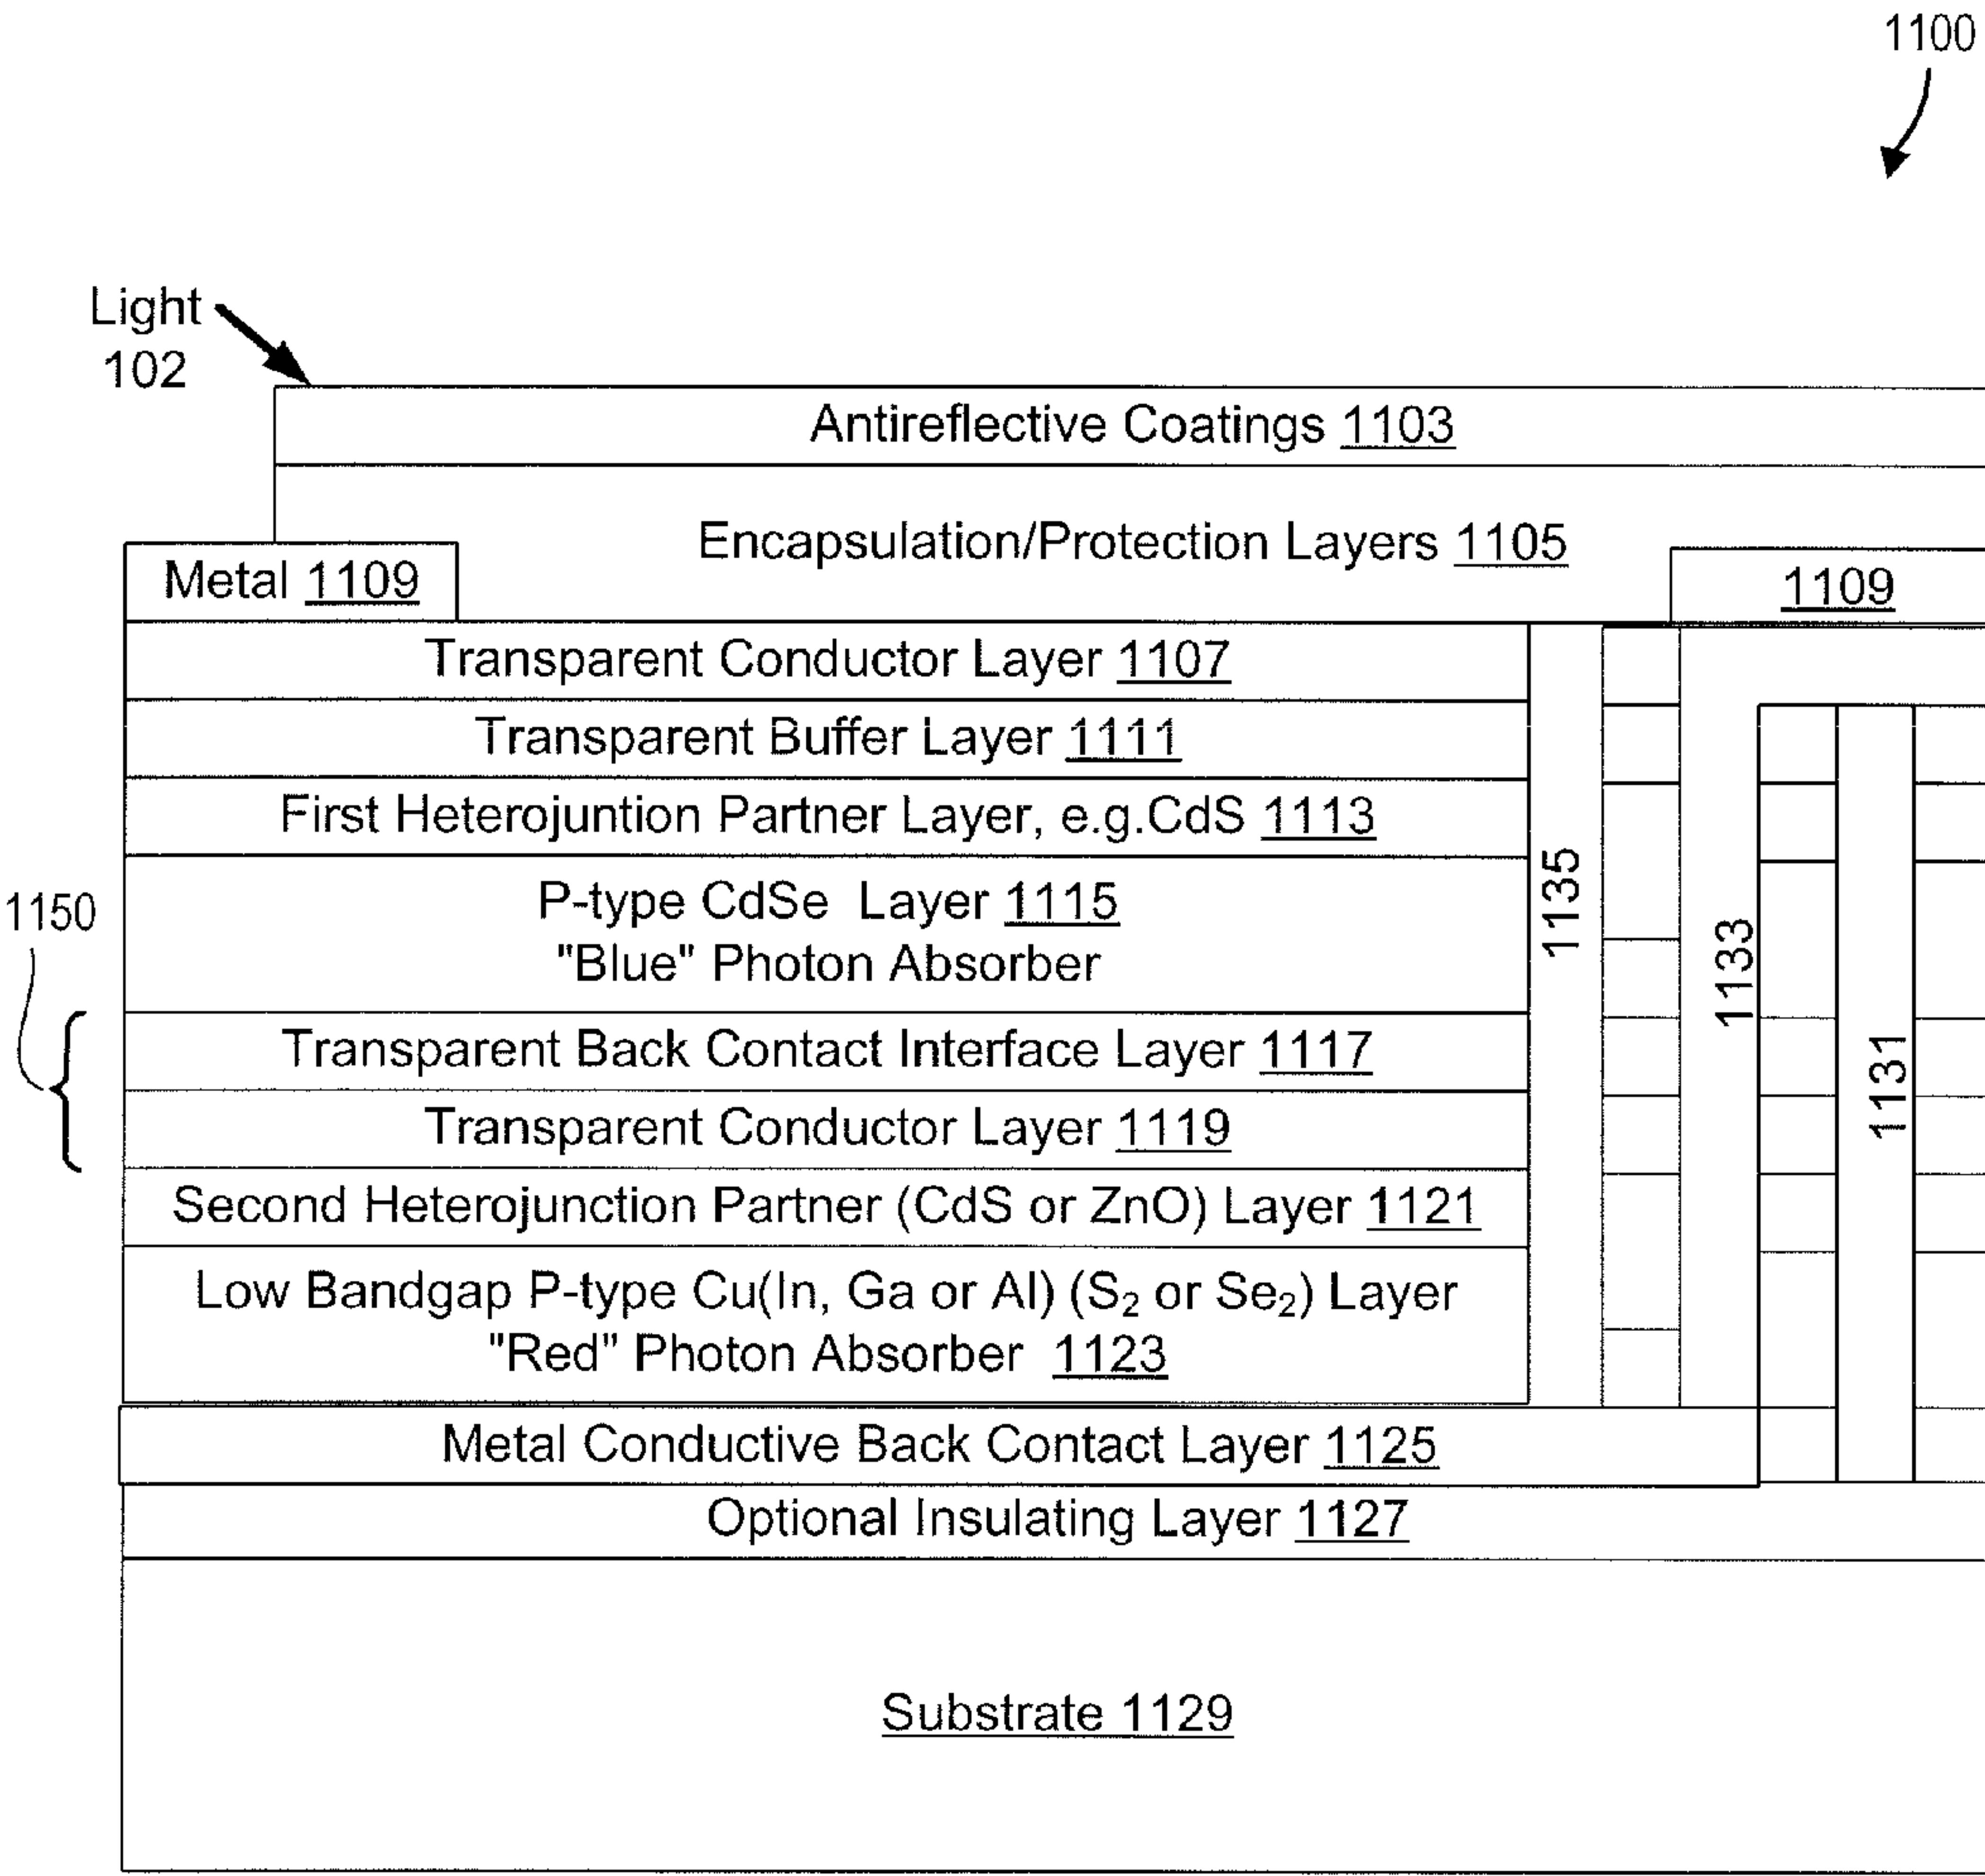 1100
Light
102
Antireflective Coatings 1103
Encapsulation/Protection Layers 1105
Metal 1109
1109
Transparent Conductor Layer 1107
Transparent Buffer Layer 1111
First Heterojuntion Partner Layer, e.g.CdS 1113
P-type CdSe Layer 1115
"Blue" Photon Absorber
1150
Transparent Back Contact Interface Layer 1117
Transparent Conductor Layer 1119
Second Heterojunction Partner (CdS or ZnO) Layer 1121
Low Bandgap P-type Cu(In, Ga or Al) (S₂ or Se₂) Layer
"Red" Photon Absorber 1123
1135
1133
1131
Metal Conductive Back Contact Layer 1125
Optional Insulating Layer 1127
Substrate 1129